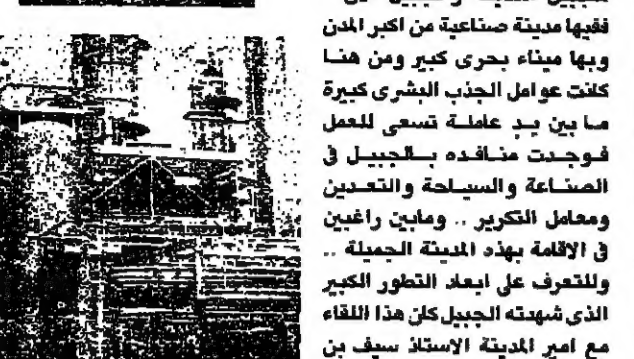 ففيها مدينة صناعية من اكبر المدن
وبها ميناء بحرى كبير ومن هنا
كانت عوامل الجذب البشرى كبيرة
ما بين يد عاملة تسعى للعمل
فوجدت منافذه بالجبيل في
الصناعة والسياحة والتعدين
ومعامل التكرير .. ومابين راغبين
في الاقامة بهذه المدينة الجميلة ..
وللتعرف على ابعاد التطور الكبير
الذى شهدته الجبيل كان هذا اللقاء
مع امير المدينة الاستاذ سيف بن